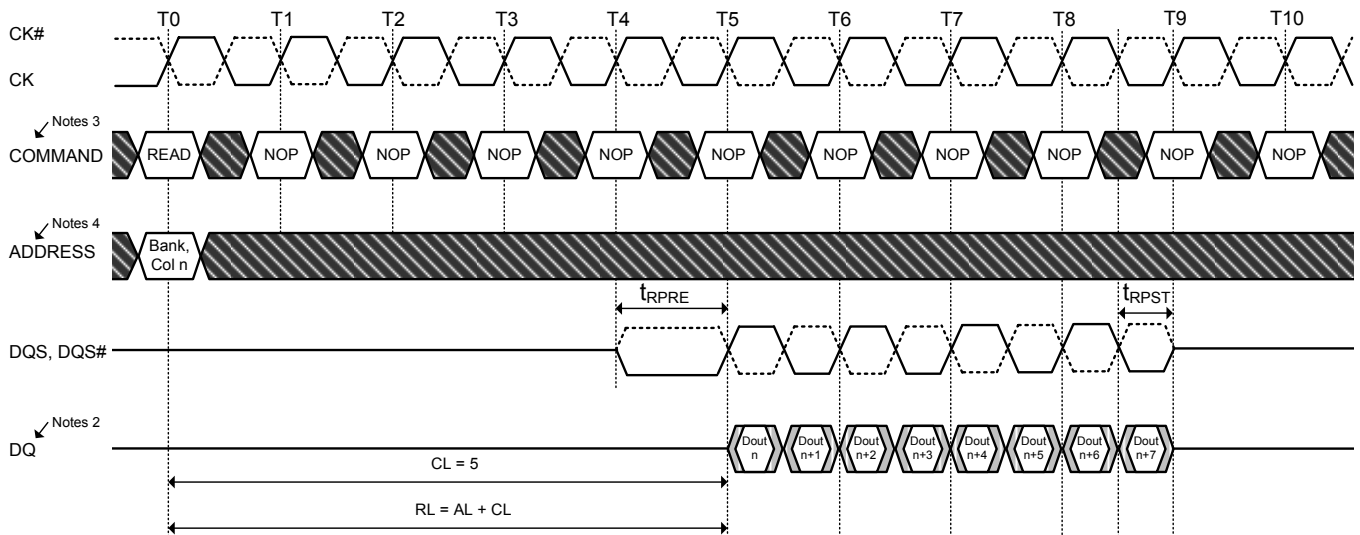 T0 T1 T2 T3 T4 T5 T6 T7 T8 T9 T10
CK#
CK
Notes 3
COMMAND READ NOP NOP NOP NOP NOP NOP NOP NOP NOP NOP
Notes 4
ADDRESS
Bank,
Col n
tRPRE tRPST
DQS, DQS#
Notes 2
DQ
Dout n
Dout n+1
Dout n+2
Dout n+3
Dout n+4
Dout n+5
Dout n+6
Dout n+7
CL = 5
RL = AL + CL